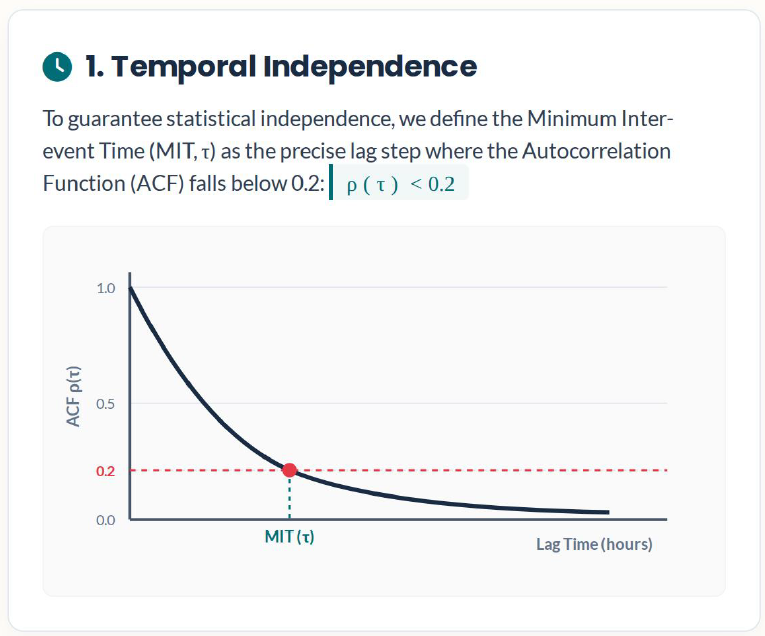 1. Temporal Independence
To guarantee statistical independence, we define the Minimum Inter-
event Time (MIT, τ) as the precise lag step where the Autocorrelation
Function (ACF) falls below 0.2: ρ ( τ ) < 0.2
1.0
0.5
0.2
0.0
ACF ρ(τ)
MIT (τ)
Lag Time (hours)